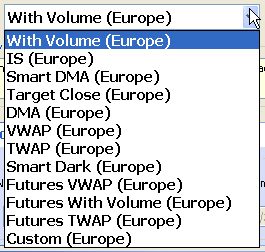 With Volume (Europe)
With Volume (Europe)
IS (Europe)
Smart DMA (Europe)
Target Close (Europe)
DMA (Europe)
VWAP (Europe)
TWAP (Europe)
Smart Dark (Europe)
Futures VWAP (Europe)
Futures With Volume (Europe)
Futures TWAP (Europe)
Custom (Europe)